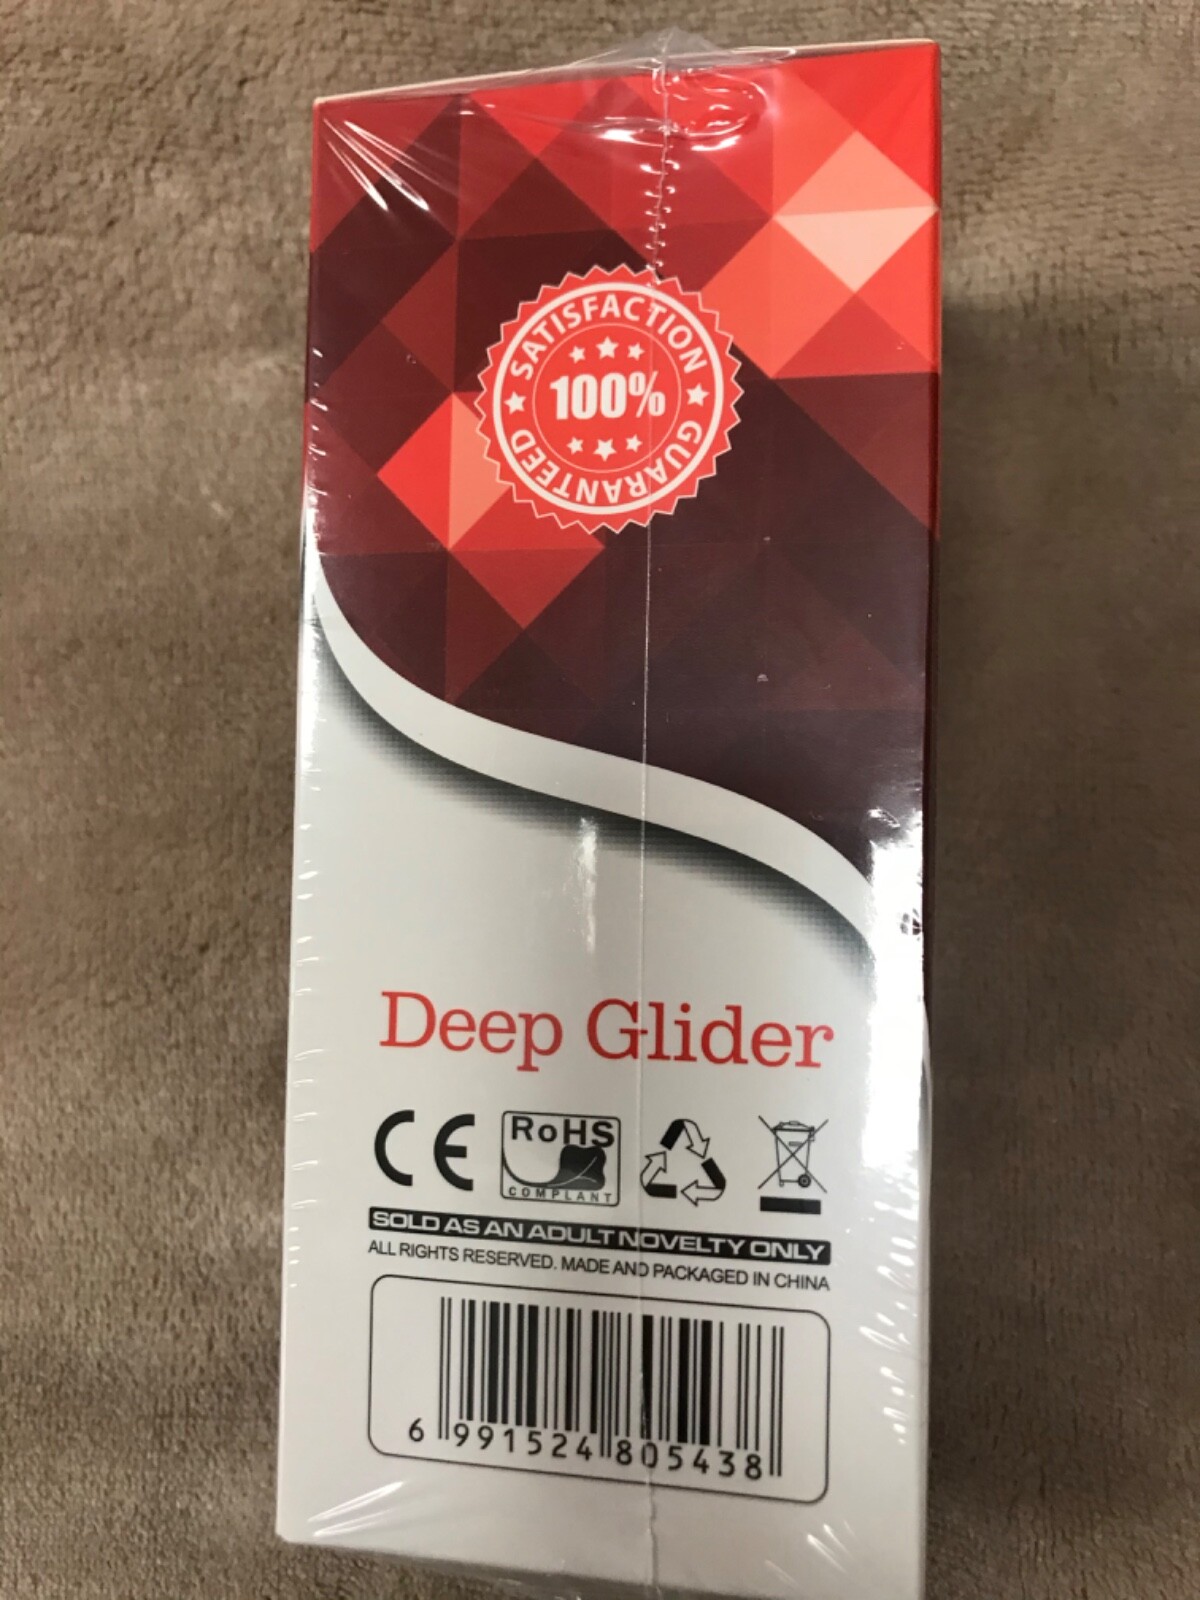 SATISFACTION
100%
GUARANTEED
Deep Glider
CE
RoHS
COMPLANT
SOLD AS AN ADULT NOVELTY ONLY
ALL RIGHTS RESERVED. MADE AND PACKAGED IN CHINA
6 991524 805438